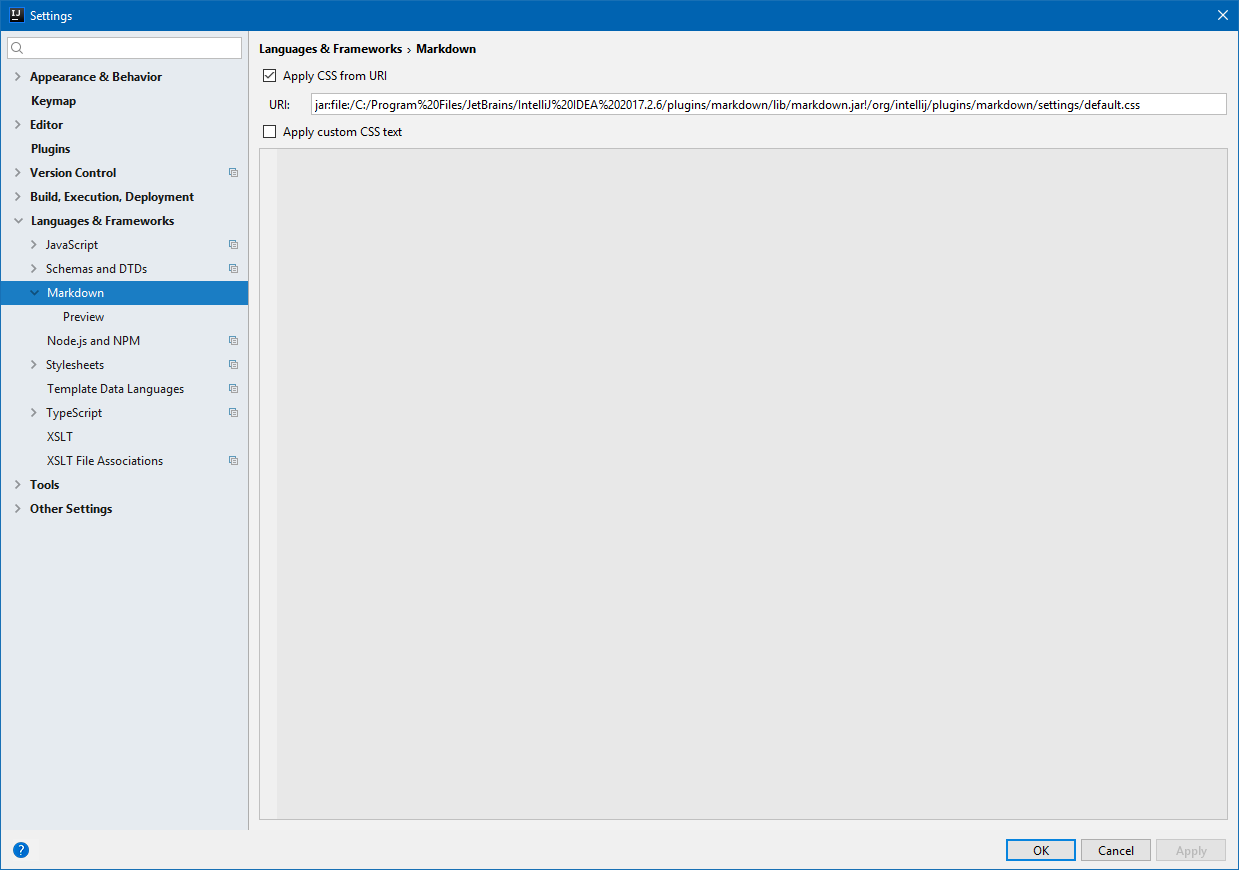 IJ Settings
Languages & Frameworks › Markdown
Apply CSS from URI
URI: jar:file:/C:/Program%20Files/JetBrains/IntelliJ%20IDEA%202017.2.6/plugins/markdown/lib/markdown.jar!/org/intellij/plugins/markdown/settings/default.css
Apply custom CSS text
Appearance & Behavior
Keymap
Editor
Plugins
Version Control
Build, Execution, Deployment
Languages & Frameworks
JavaScript
Schemas and DTDs
Markdown
Preview
Node.js and NPM
Stylesheets
Template Data Languages
TypeScript
XSLT
XSLT File Associations
Tools
Other Settings
? OK Cancel Apply